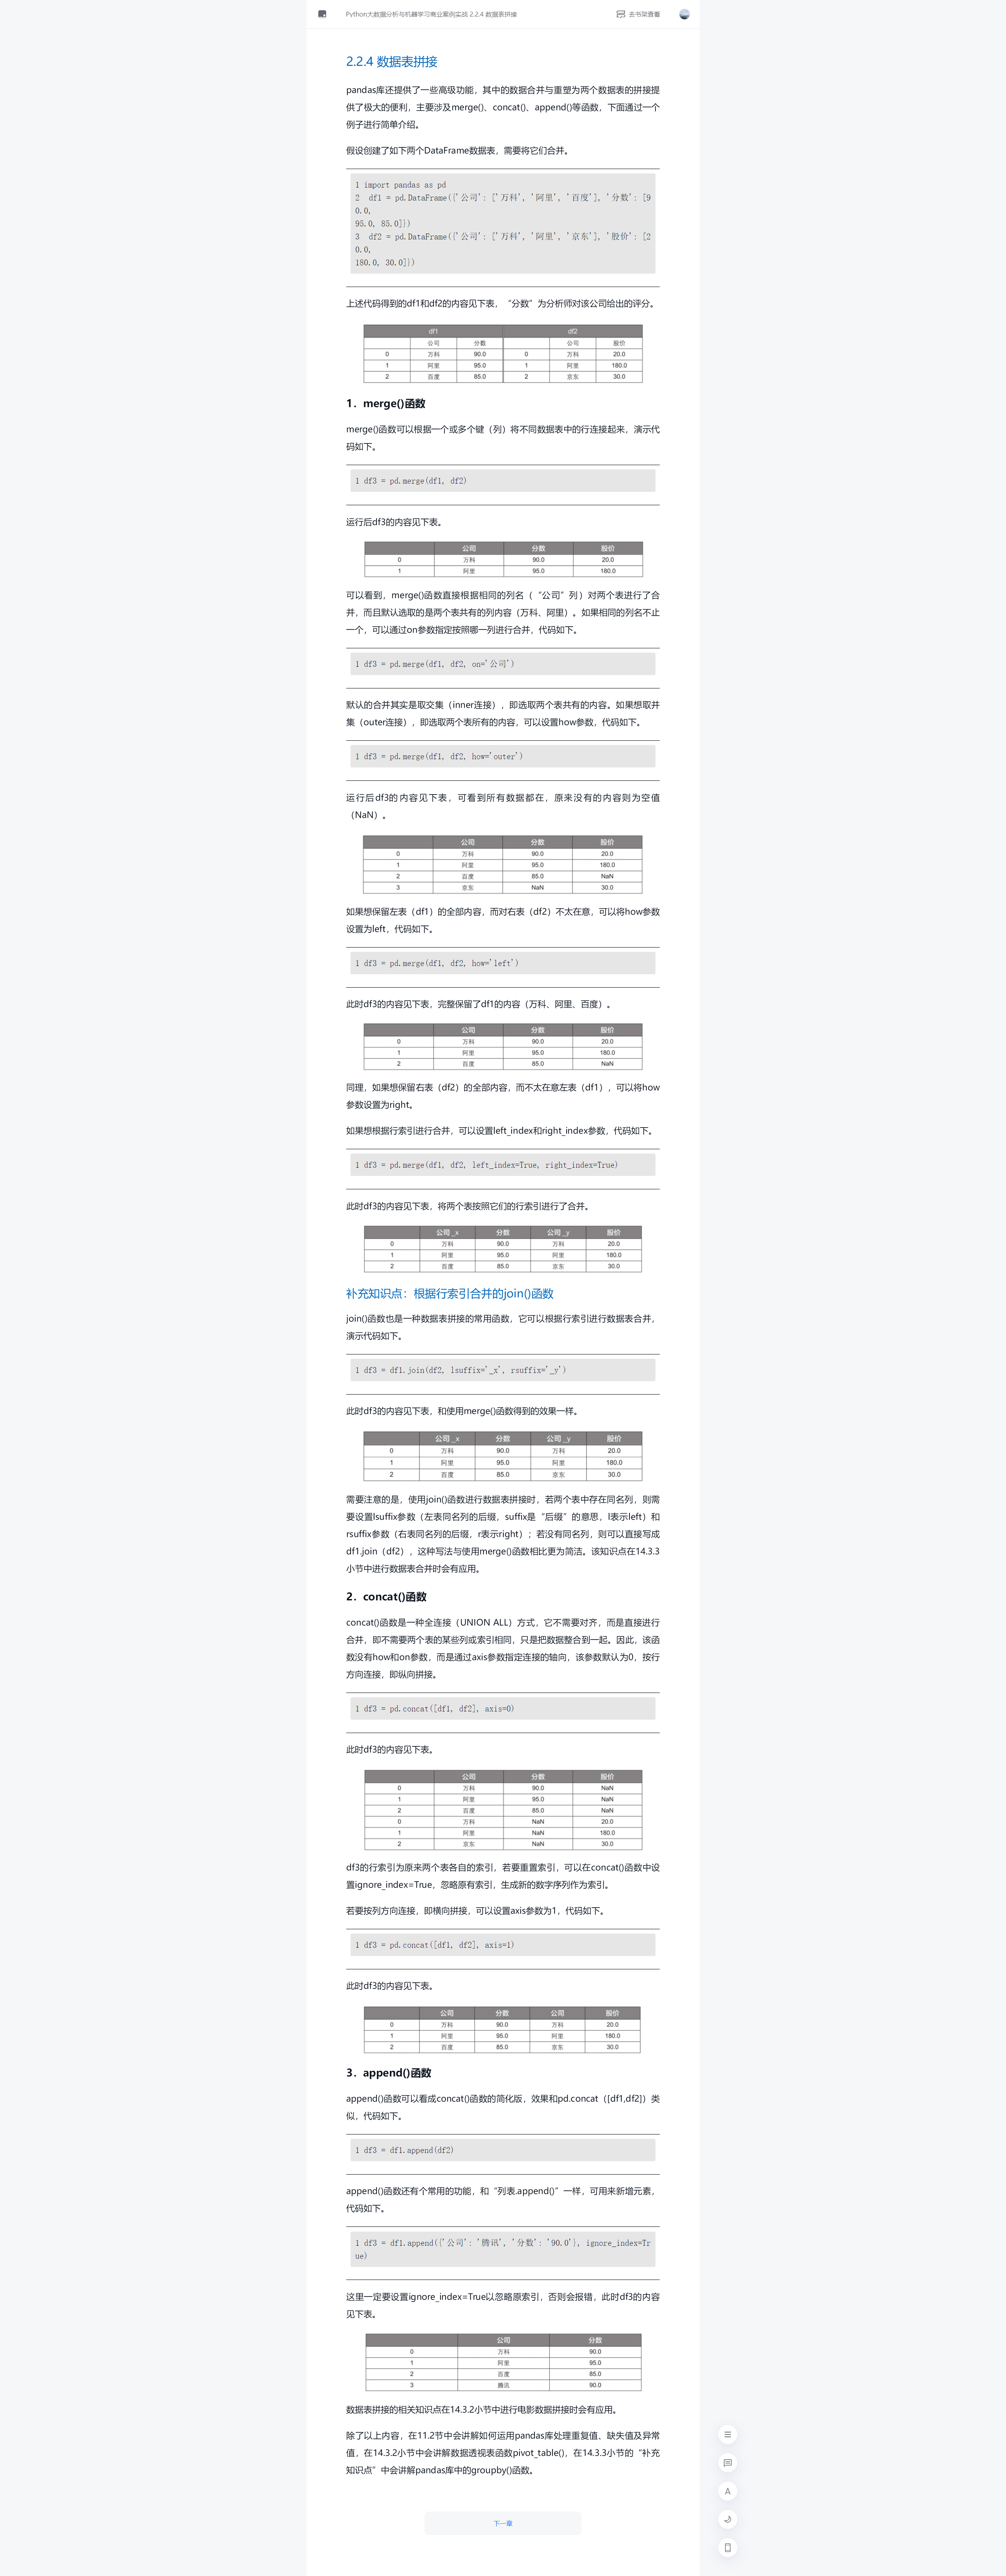 Python大数据分析与机器学习商业案例实战 2.2.4 数据表拼接
去书架查看
2.2.4 数据表拼接
pandas库还提供了一些高级功能，其中的数据合并与重塑为两个数据表的拼接提
供了极大的便利，主要涉及merge()、concat()、append()等函数，下面通过一个
例子进行简单介绍。
假设创建了如下两个DataFrame数据表，需要将它们合并。
1 import pandas as pd
2  df1 = pd.DataFrame({'公司': ['万科', '阿里', '百度'], '分数': [9
0.0,
95.0, 85.0]})
3  df2 = pd.DataFrame({'公司': ['万科', '阿里', '京东'], '股价': [2
0.0,
180.0, 30.0]})
上述代码得到的df1和df2的内容见下表，“分数”为分析师对该公司给出的评分。
df1 df2
公司 分数 公司 股价
0 万科 90.0 0 万科 20.0
1 阿里 95.0 1 阿里 180.0
2 百度 85.0 2 京东 30.0
1．merge()函数
merge()函数可以根据一个或多个键（列）将不同数据表中的行连接起来，演示代
码如下。
1 df3 = pd.merge(df1, df2)
运行后df3的内容见下表。
公司 分数 股价
0 万科 90.0 20.0
1 阿里 95.0 180.0
可以看到，merge()函数直接根据相同的列名（“公司”列）对两个表进行了合
并，而且默认选取的是两个表共有的列内容（万科、阿里）。如果相同的列名不止
一个，可以通过on参数指定按照哪一列进行合并，代码如下。
1 df3 = pd.merge(df1, df2, on='公司')
默认的合并其实是取交集（inner连接），即选取两个表共有的内容。如果想取并
集（outer连接），即选取两个表所有的内容，可以设置how参数，代码如下。
1 df3 = pd.merge(df1, df2, how='outer')
运行后df3的内容见下表，可看到所有数据都在，原来没有的内容则为空值
（NaN）。
公司 分数 股价
0 万科 90.0 20.0
1 阿里 95.0 180.0
2 百度 85.0 NaN
3 京东 NaN 30.0
如果想保留左表（df1）的全部内容，而对右表（df2）不太在意，可以将how参数
设置为left，代码如下。
1 df3 = pd.merge(df1, df2, how='left')
此时df3的内容见下表，完整保留了df1的内容（万科、阿里、百度）。
公司 分数 股价
0 万科 90.0 20.0
1 阿里 95.0 180.0
2 百度 85.0 NaN
同理，如果想保留右表（df2）的全部内容，而不太在意左表（df1），可以将how
参数设置为right。
如果想根据行索引进行合并，可以设置left_index和right_index参数，代码如下。
1 df3 = pd.merge(df1, df2, left_index=True, right_index=True)
此时df3的内容见下表，将两个表按照它们的行索引进行了合并。
公司 _x 分数 公司 _y 股价
0 万科 90.0 万科 20.0
1 阿里 95.0 阿里 180.0
2 百度 85.0 京东 30.0
补充知识点：根据行索引合并的join()函数
join()函数也是一种数据表拼接的常用函数，它可以根据行索引进行数据表合并，
演示代码如下。
1 df3 = df1.join(df2, lsuffix='_x', rsuffix='_y')
此时df3的内容见下表，和使用merge()函数得到的效果一样。
公司 _x 分数 公司 _y 股价
0 万科 90.0 万科 20.0
1 阿里 95.0 阿里 180.0
2 百度 85.0 京东 30.0
需要注意的是，使用join()函数进行数据表拼接时，若两个表中存在同名列，则需
要设置lsuffix参数（左表同名列的后缀，suffix是“后缀”的意思，l表示left）和
rsuffix参数（右表同名列的后缀，r表示right）；若没有同名列，则可以直接写成
df1.join（df2），这种写法与使用merge()函数相比更为简洁。该知识点在14.3.3
小节中进行数据表合并时会有应用。
2．concat()函数
concat()函数是一种全连接（UNION ALL）方式，它不需要对齐，而是直接进行
合并，即不需要两个表的某些列或索引相同，只是把数据整合到一起。因此，该函
数没有how和on参数，而是通过axis参数指定连接的轴向，该参数默认为0，按行
方向连接，即纵向拼接。
1 df3 = pd.concat([df1, df2], axis=0)
此时df3的内容见下表。
公司 分数 股价
0 万科 90.0 NaN
1 阿里 95.0 NaN
2 百度 85.0 NaN
0 万科 NaN 20.0
1 阿里 NaN 180.0
2 京东 NaN 30.0
df3的行索引为原来两个表各自的索引，若要重置索引，可以在concat()函数中设
置ignore_index=True，忽略原有索引，生成新的数字序列作为索引。
若要按列方向连接，即横向拼接，可以设置axis参数为1，代码如下。
1 df3 = pd.concat([df1, df2], axis=1)
此时df3的内容见下表。
公司 分数 公司 股价
0 万科 90.0 万科 20.0
1 阿里 95.0 阿里 180.0
2 百度 85.0 京东 30.0
3．append()函数
append()函数可以看成concat()函数的简化版，效果和pd.concat（[df1,df2]）类
似，代码如下。
1 df3 = df1.append(df2)
append()函数还有个常用的功能，和“列表.append()”一样，可用来新增元素，
代码如下。
1 df3 = df1.append({'公司': '腾讯', '分数': '90.0'}, ignore_index=Tr
ue)
这里一定要设置ignore_index=True以忽略原索引，否则会报错，此时df3的内容
见下表。
公司 分数
0 万科 90.0
1 阿里 95.0
2 百度 85.0
3 腾讯 90.0
数据表拼接的相关知识点在14.3.2小节中进行电影数据拼接时会有应用。
除了以上内容，在11.2节中会讲解如何运用pandas库处理重复值、缺失值及异常
值，在14.3.2小节中会讲解数据透视表函数pivot_table()，在14.3.3小节的“补充
知识点”中会讲解pandas库中的groupby()函数。
A
下一章